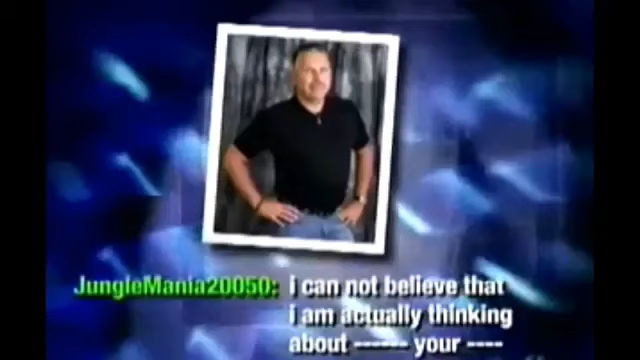 JungleMania20050: i can not believe that
i am actually thinking
about ------ your ----